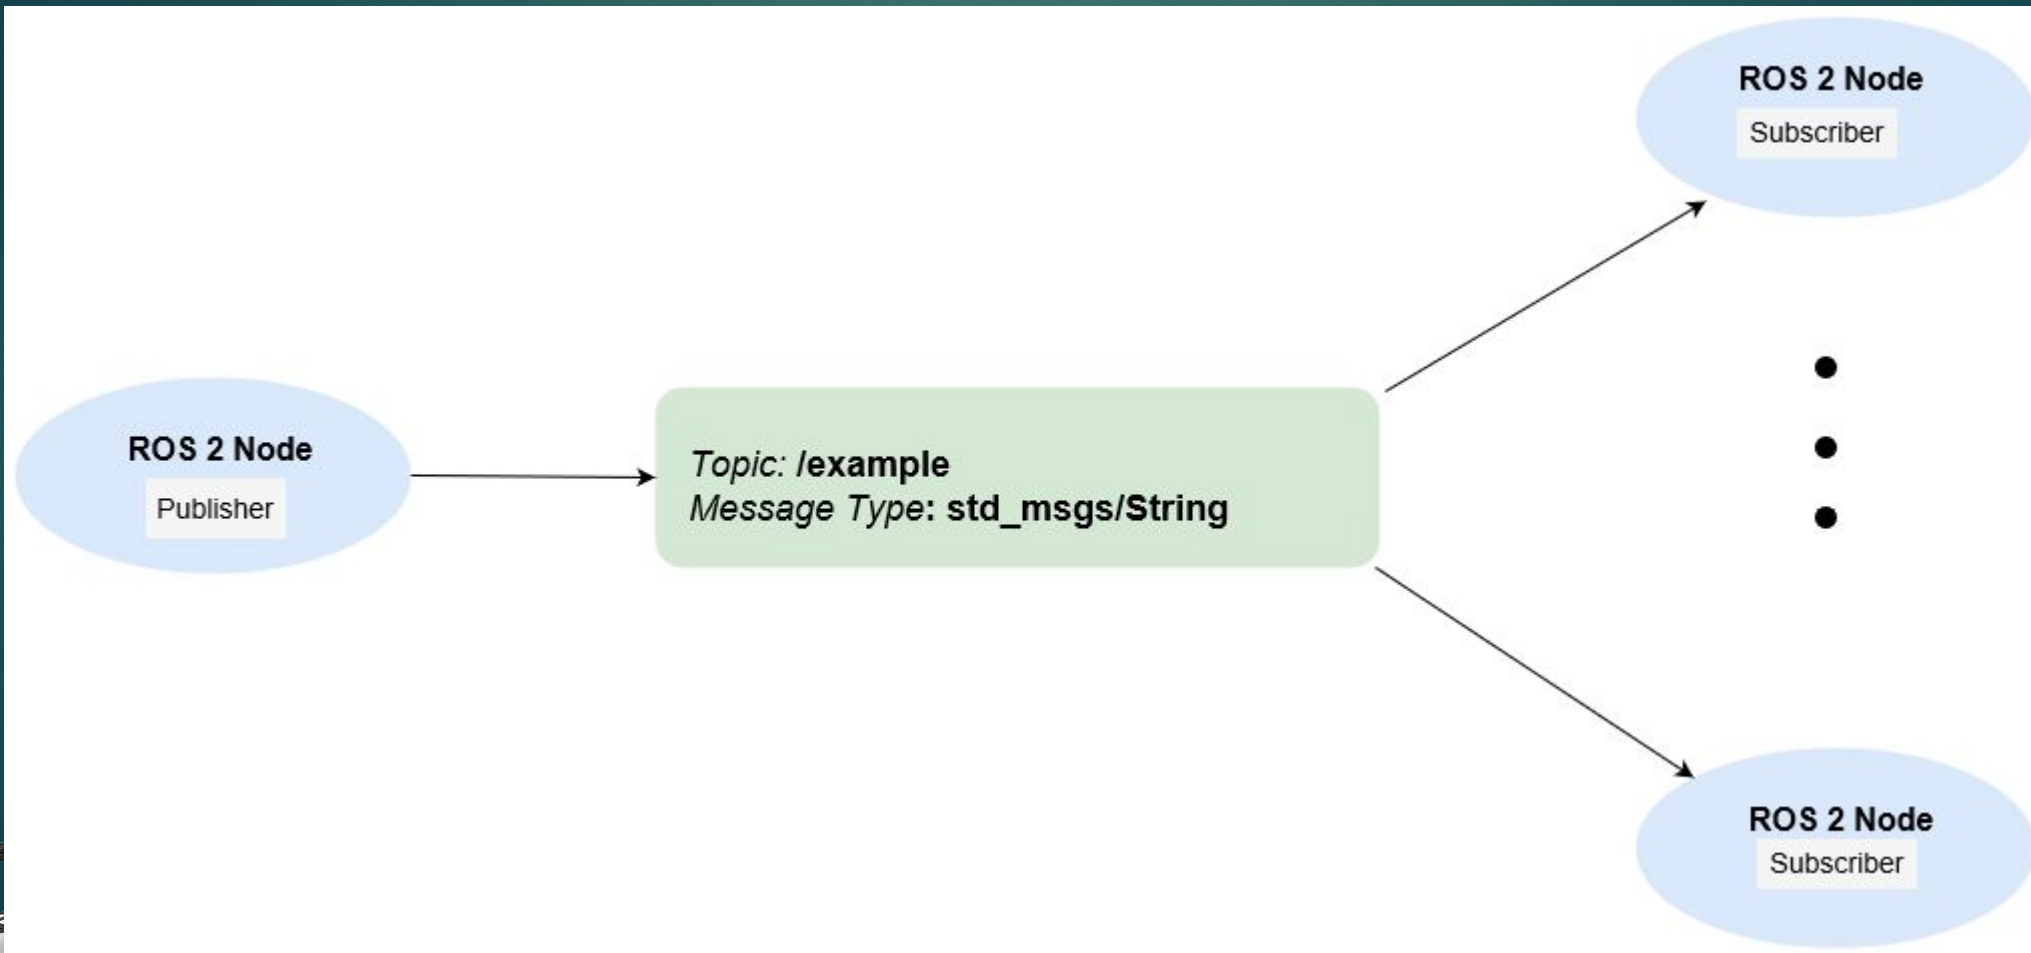 ROS 2 Node
Publisher
Topic: /example
Message Type: std_msgs/String
ROS 2 Node
Subscriber
ROS 2 Node
Subscriber